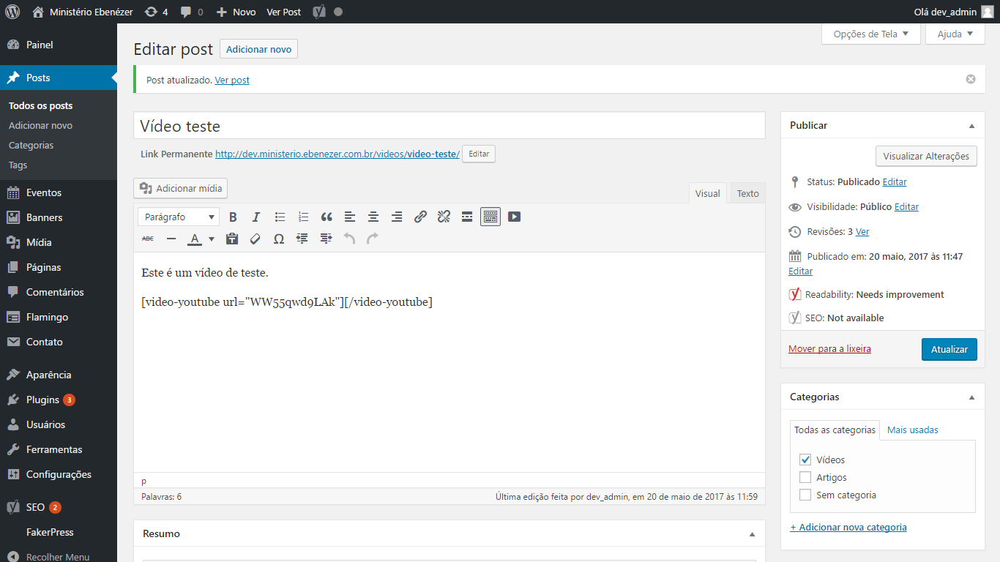 Ministério Ebenézer 4 0 Novo Ver Post Olá dev_admin
Painel
Posts
Todos os posts
Adicionar novo
Categorias
Tags
Eventos
Banners
Mídia
Páginas
Comentários
Flamingo
Contato
Aparência
Plugins 3
Usuários
Ferramentas
Configurações
SEO 2
FakerPress
Recolher Menu
Opções de Tela Ajuda
Editar post Adicionar novo
Post atualizado. Ver post
Vídeo teste
Link Permanente http://dev.ministerio.ebenezer.com.br/videos/video-teste/ Editar
Adicionar mídia
Visual Texto
Parágrafo
ABC
Este é um vídeo de teste.
[video-youtube url="WW55qwd9LAk"][/video-youtube]
p
Palavras: 6 Última edição feita por dev_admin, em 20 de maio de 2017 às 11:59
Resumo
Publicar
Visualizar Alterações
Status: Publicado Editar
Visibilidade: Público Editar
Revisões: 3 Ver
Publicado em: 20 maio, 2017 às 11:47
Editar
Readability: Needs improvement
SEO: Not available
Mover para a lixeira Atualizar
Categorias
Todas as categorias Mais usadas
Vídeos
Artigos
Sem categoria
+ Adicionar nova categoria